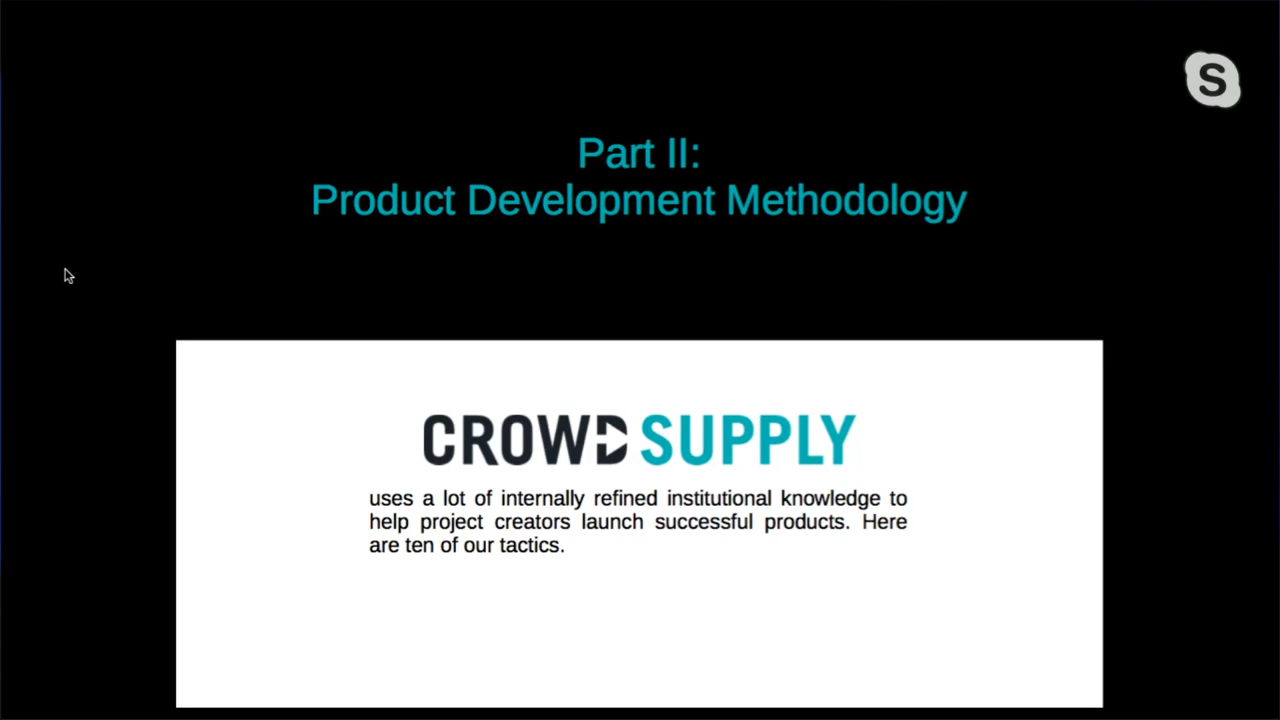 S
Part II:
Product Development Methodology
CROWD SUPPLY
uses a lot of internally refined institutional knowledge to
help project creators launch successful products. Here
are ten of our tactics.